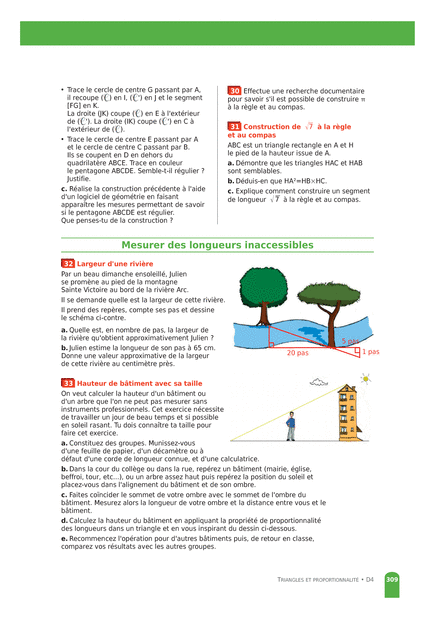 • Trace le cercle de centre G passant par A,
il recoupe (C) en I, (C') en J et le segment
[FG] en K.
La droite (JK) coupe (C) en E à l'extérieur
de (C'). La droite (IK) coupe (C') en C à
l'extérieur de (C).
• Trace le cercle de centre E passant par A
et le cercle de centre C passant par B.
Ils se coupent en D en dehors du
quadrilatère ABCE. Trace en couleur
le pentagone ABCDE. Semble-t-il régulier ?
Justifie.
c. Réalise la construction précédente à l'aide
d'un logiciel de géométrie en faisant
apparaître les mesures permettant de savoir
si le pentagone ABCDE est régulier.
Que penses-tu de la construction ?
30 Effectue une recherche documentaire
pour savoir s'il est possible de construire π
à la règle et au compas.
31 Construction de √7 à la règle
et au compas
ABC est un triangle rectangle en A et H
le pied de la hauteur issue de A.
a. Démontre que les triangles HAC et HAB
sont semblables.
b. Déduis-en que HA²=HB×HC.
c. Explique comment construire un segment
de longueur √7 à la règle et au compas.
Mesurer des longueurs inaccessibles
32 Largeur d'une rivière
Par un beau dimanche ensoleillé, Julien
se promène au pied de la montagne
Sainte Victoire au bord de la rivière Arc.
Il se demande quelle est la largeur de cette rivière.
Il prend des repères, compte ses pas et dessine
le schéma ci-contre.
a. Quelle est, en nombre de pas, la largeur de
la rivière qu'obtient approximativement Julien ?
b. Julien estime la longueur de son pas à 65 cm.
Donne une valeur approximative de la largeur
de cette rivière au centimètre près.
5 pas
20 pas
1 pas
33 Hauteur de bâtiment avec sa taille
On veut calculer la hauteur d'un bâtiment ou
d'un arbre que l'on ne peut pas mesurer sans
instruments professionnels. Cet exercice nécessite
de travailler un jour de beau temps et si possible
en soleil rasant. Tu dois connaître ta taille pour
faire cet exercice.
a. Constituez des groupes. Munissez-vous
d'une feuille de papier, d'un décamètre ou à
défaut d'une corde de longueur connue, et d'une calculatrice.
b. Dans la cour du collège ou dans la rue, repérez un bâtiment (mairie, église,
beffroi, tour, etc...), ou un arbre assez haut puis repérez la position du soleil et
placez-vous dans l'alignement du bâtiment et de son ombre.
c. Faites coïncider le sommet de votre ombre avec le sommet de l'ombre du
bâtiment. Mesurez alors la longueur de votre ombre et la distance entre vous et le
bâtiment.
d. Calculez la hauteur du bâtiment en appliquant la propriété de proportionnalité
des longueurs dans un triangle et en vous inspirant du dessin ci-dessous.
e. Recommencez l'opération pour d'autres bâtiments puis, de retour en classe,
comparez vos résultats avec les autres groupes.
TRIANGLES ET PROPORTIONNALITÉ • D4
309